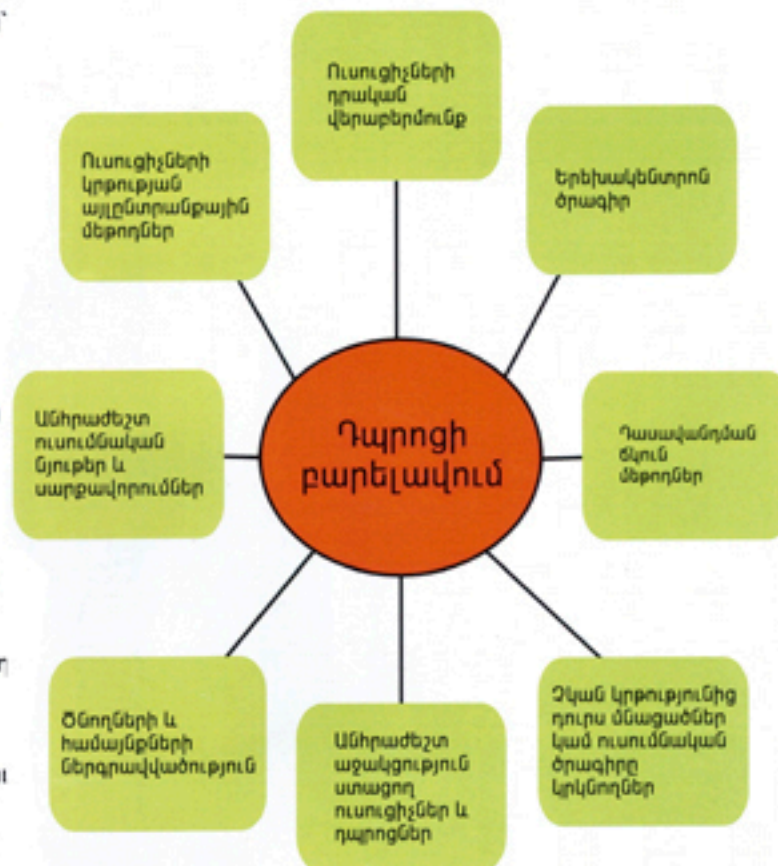 Ուսուցիչների
դրական
վերաբերմունք
Ուսուցիչների
կրթության
այլընտրանքային
մեթոդներ
Երեխակենտրոն
ծրագիր
Անհրաժեշտ
ուսումնական
նյութեր և
սարքավորումներ
Դպրոցի
բարելավում
Դասավանդման
ճկուն
մեթոդներ
Ծնողների և
համայնքների
ներգրավվածություն
Անհրաժեշտ
աջակցություն
ստացող
ուսուցիչներ և
դպրոցներ
Չկան կրթությունից
դուրս մնացածներ
կամ ուսումնական
ծրագիրը
կրկնողներ